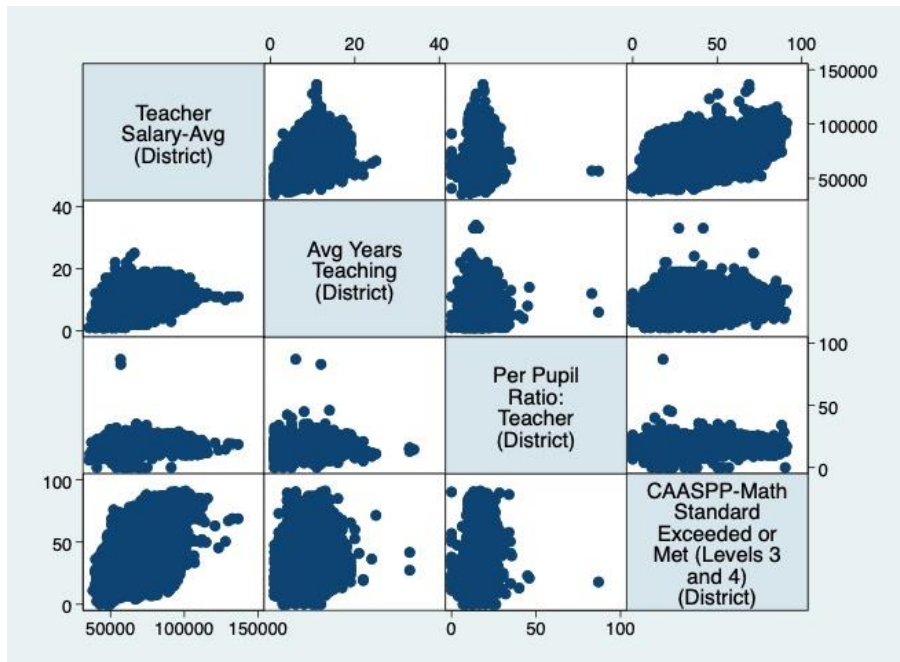 0 20 40
0 50 100
Teacher
Salary-Avg
(District)
150000
100000
50000
40
20
0
Avg Years
Teaching
(District)
Per Pupil
Ratio:
Teacher
(District)
100
50
0
100
50
0
CAASPP-Math
Standard
Exceeded or
Met (Levels 3
and 4)
(District)
50000 100000 150000
0 50 100